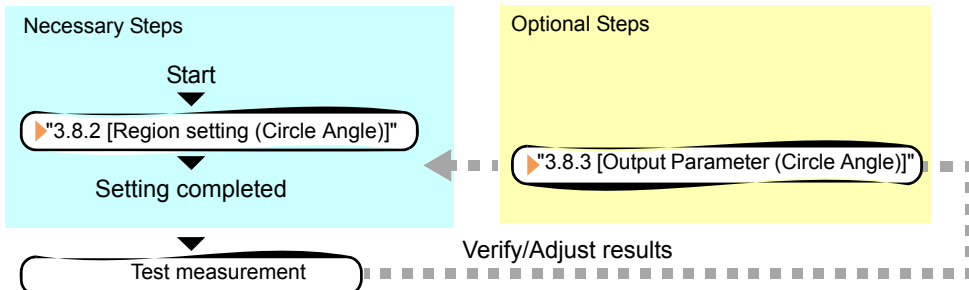 Necessary Steps
Optional Steps
Start
"3.8.2 [Region setting (Circle Angle)]"
"3.8.3 [Output Parameter (Circle Angle)]"
Setting completed
Verify/Adjust results
Test measurement